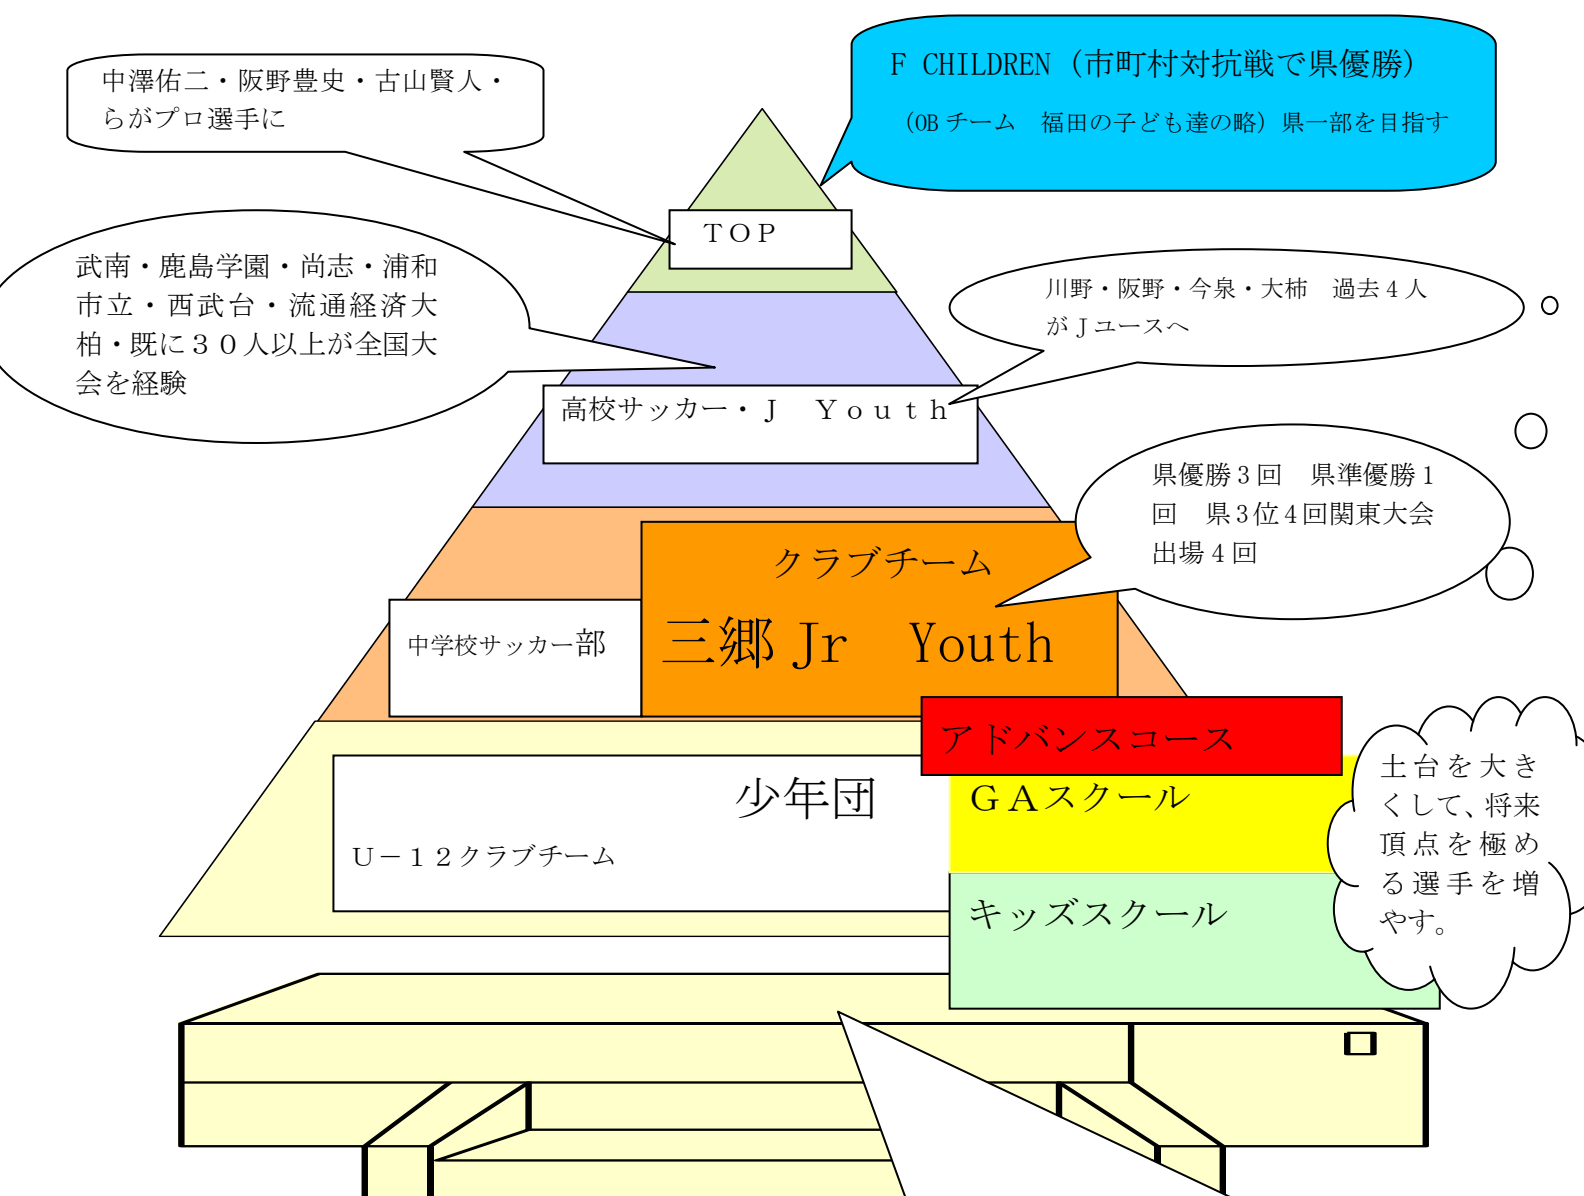 中澤佑二・阪野豊史・古山賢人・
らがプロ選手に
F CHILDREN（市町村対抗戦で県優勝）
（OBチーム　福田の子ども達の略）県一部を目指す
TOP
武南・鹿島学園・尚志・浦和
市立・西武台・流通経済大
柏・既に３０人以上が全国大
会を経験
川野・阪野・今泉・大柿　過去４人
がＪユースへ
高校サッカー・Ｊ　Ｙｏｕｔｈ
県優勝３回　県準優勝１
回　県３位４回関東大会
出場４回
クラブチーム
三郷 Jr　Youth
中学校サッカー部
アドバンスコース
少年団
ＧＡスクール
Ｕ－１２クラブチーム
キッズスクール
土台を大き
くして、将来
頂点を極め
る選手を増
やす。